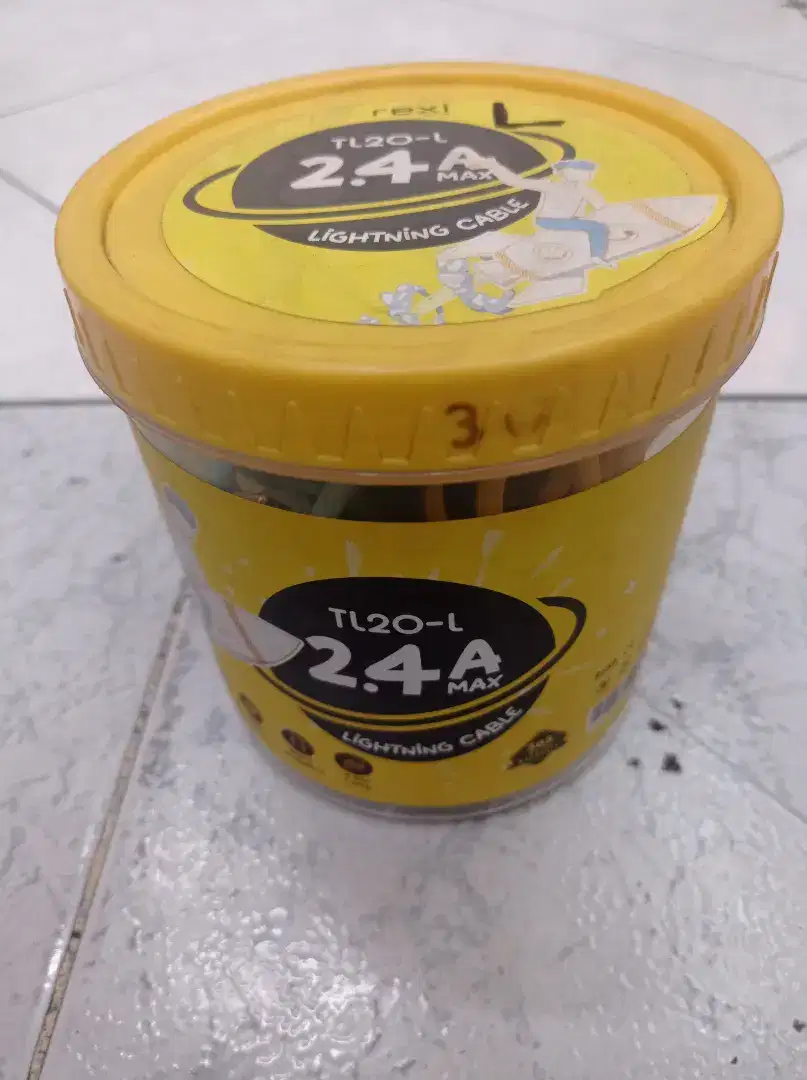 rexi
L
TL20-L
2.4A
MAX
LiGHTNiNG CABLE
3
TL20-L
2.4A
MAX
LiGHTNiNG CABLE